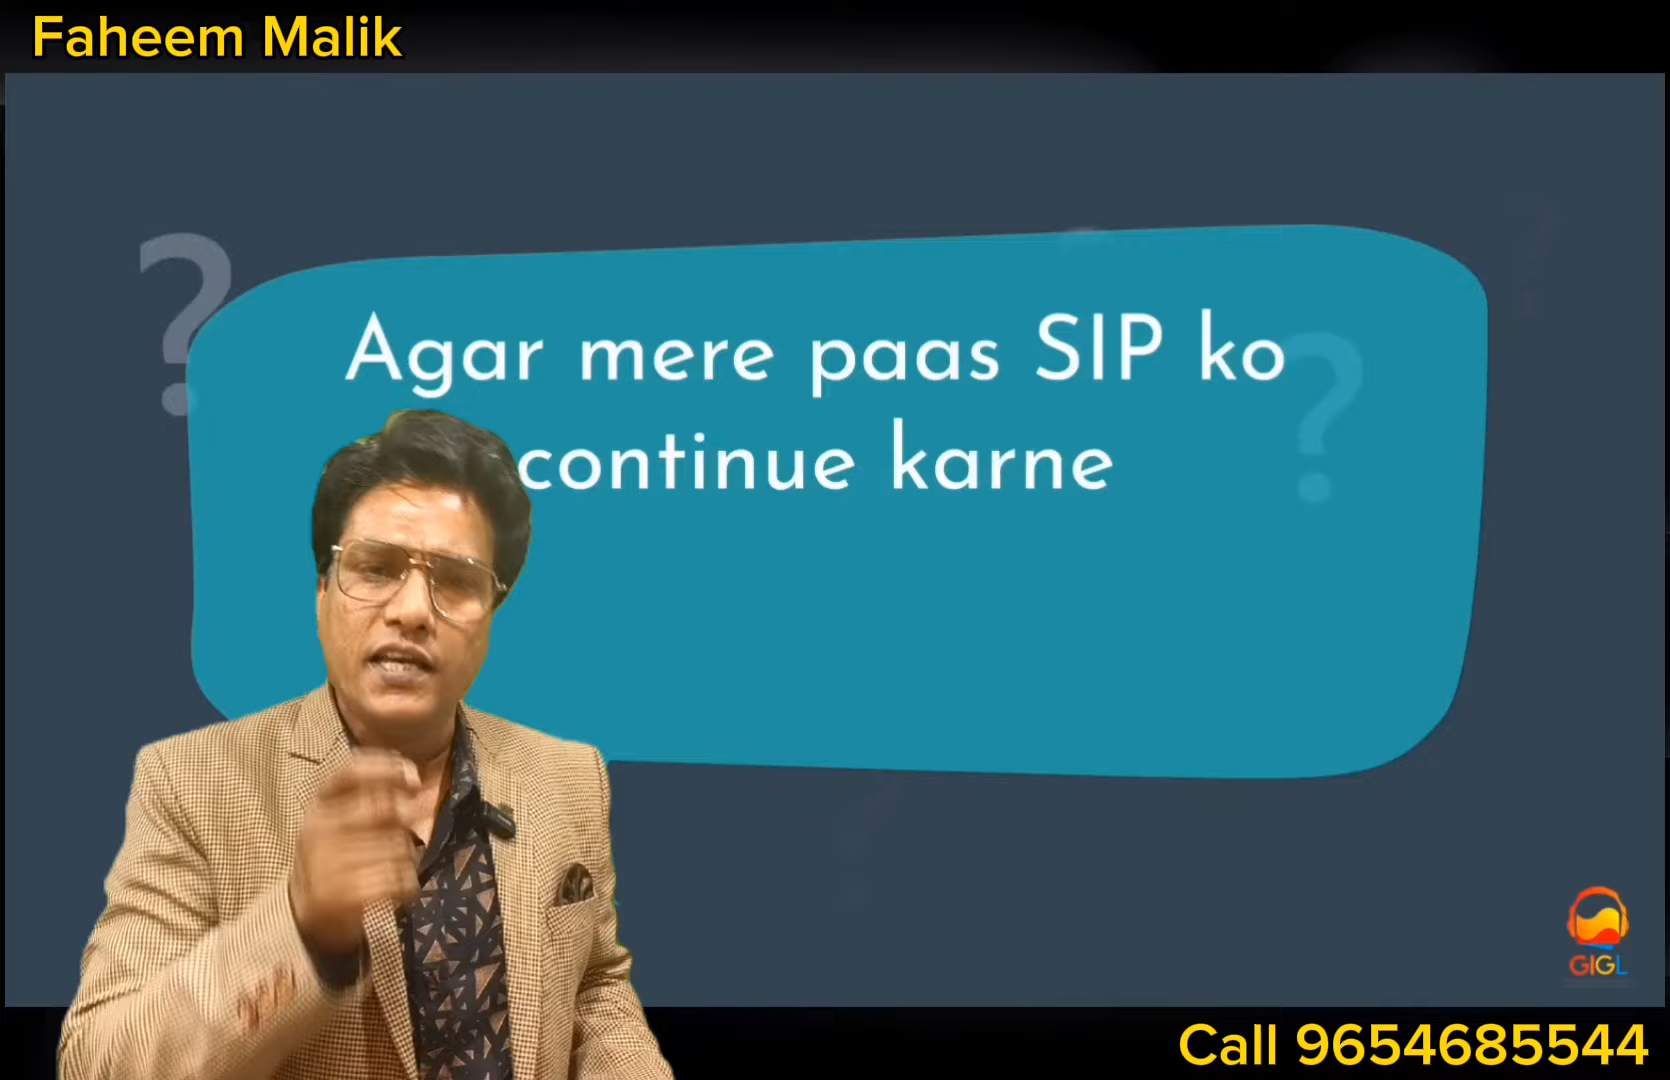 Faheem Malik
Agar mere paas SIP ko
continue karne
GIGL
Call 9654685544